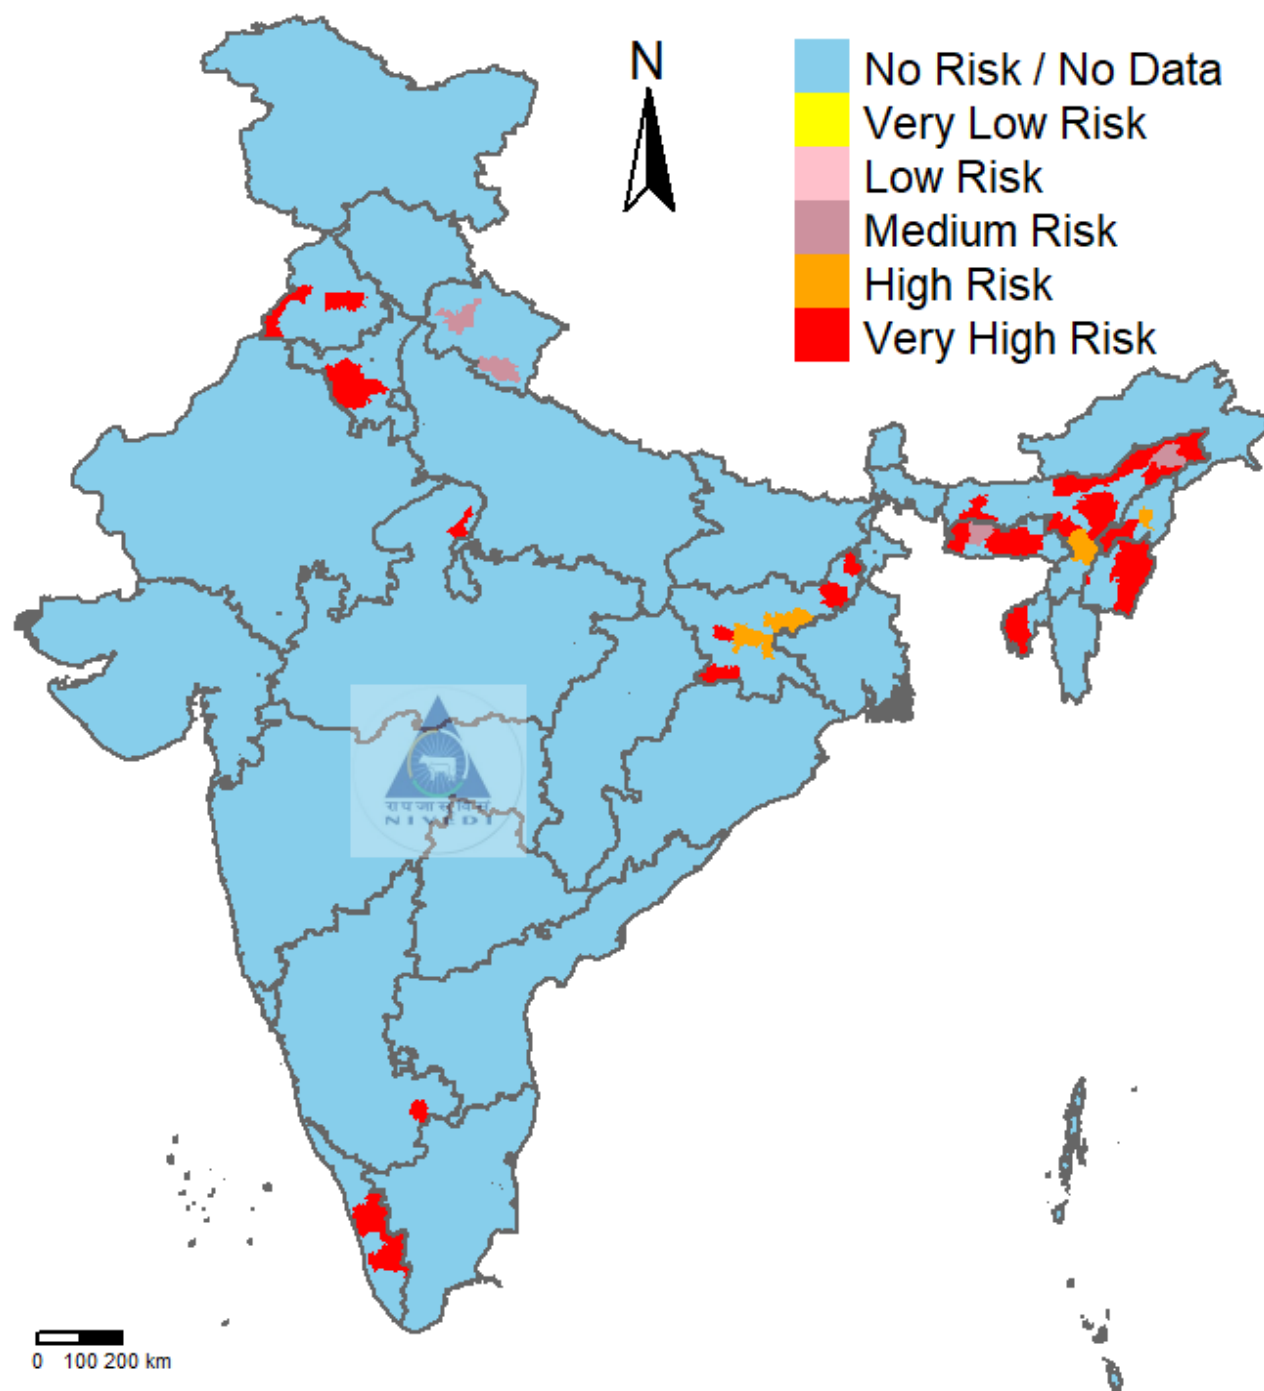 N
No Risk / No Data
Very Low Risk
Low Risk
Medium Risk
High Risk
Very High Risk
NIVEDI
0 100 200 km